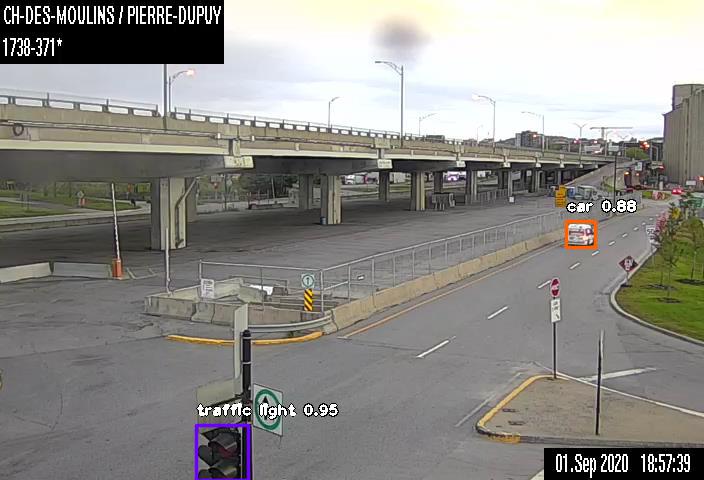 CH-DES-MOULINS / PIERRE-DUPUY
1738-371*
car 0.88
traffic light 0.95
01.Sep 2020 18:57:39